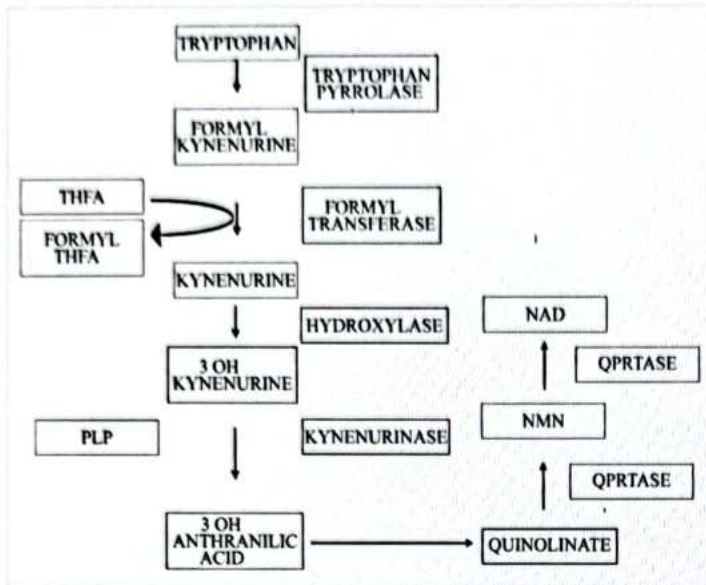 TRYPTOPHAN
TRYPTOPHAN
PYRROLASE
FORMYL
KYNENURINE
THFA
FORMYL
THFA
FORMYL
TRANSFERASE
KYNENURINE
HYDROXYLASE
3 OH
KYNENURINE
PLP
KYNENURINASE
3 OH
ANTHRANILIC
ACID
QUINOLINATE
QPRTASE
NMN
QPRTASE
NAD